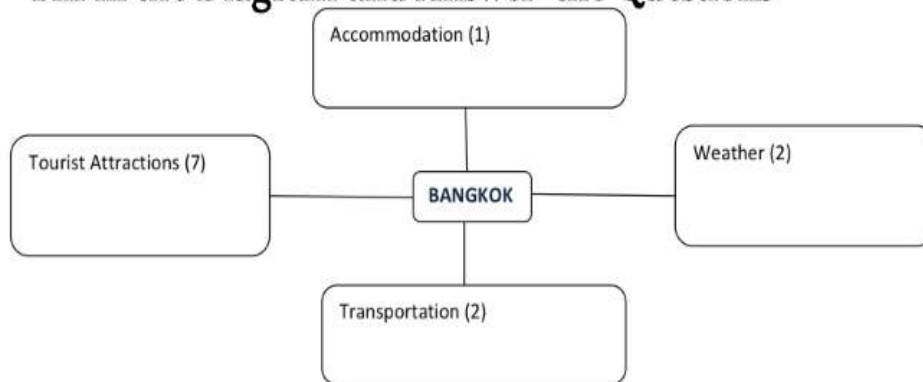 Accommodation (1)
Tourist Attractions (7)
Weather (2)
BANGKOK
Transportation (2)